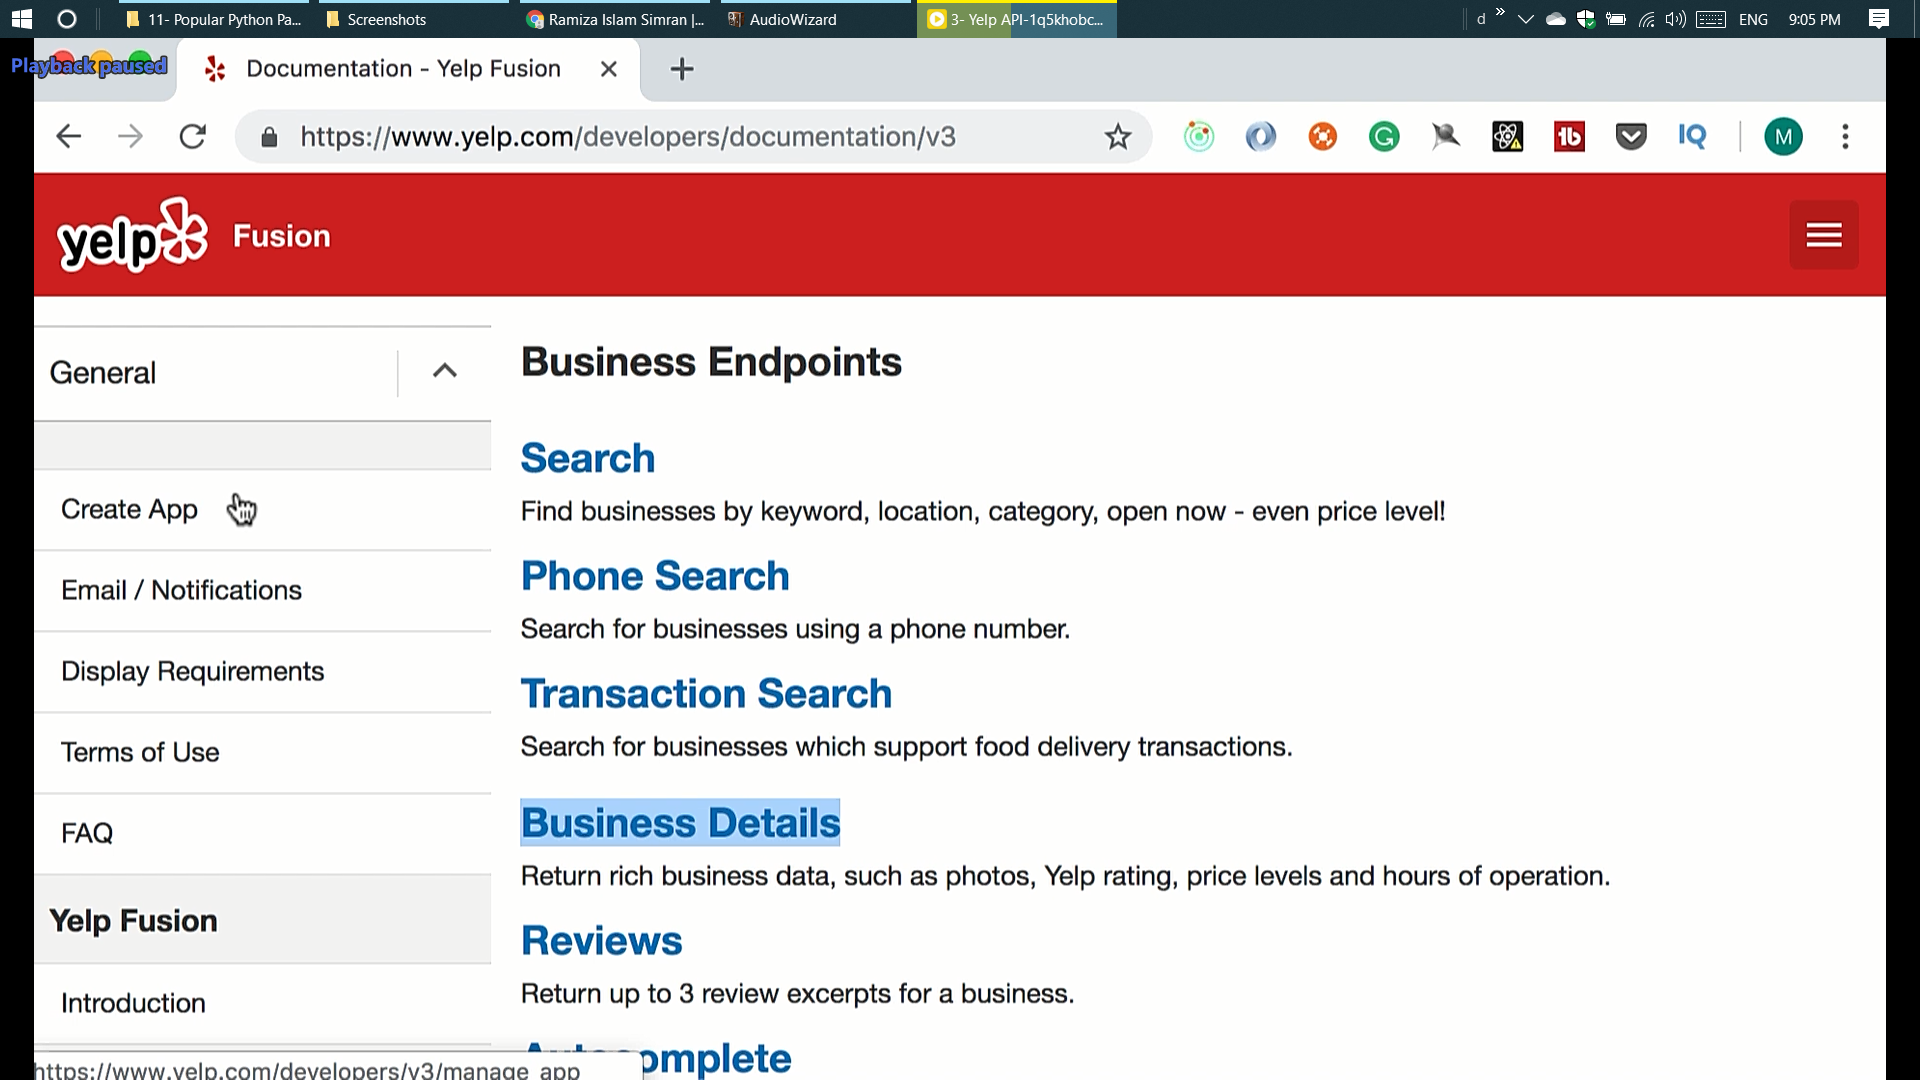 11- Popular Python Pa...
Screenshots
Ramiza Islam Simran |...
AudioWizard
3- Yelp API-1q5khobc...
d
ENG
9:05 PM
Playback paused
Documentation - Yelp Fusion
https://www.yelp.com/developers/documentation/v3
G
tb
IQ
M
yelp
Fusion
General
Create App
Email / Notifications
Display Requirements
Terms of Use
FAQ
Yelp Fusion
Introduction
https://www.yelp.com/developers/v3/manage_app
Business Endpoints
Search
Find businesses by keyword, location, category, open now - even price level!
Phone Search
Search for businesses using a phone number.
Transaction Search
Search for businesses which support food delivery transactions.
Business Details
Return rich business data, such as photos, Yelp rating, price levels and hours of operation.
Reviews
Return up to 3 review excerpts for a business.
Autocomplete